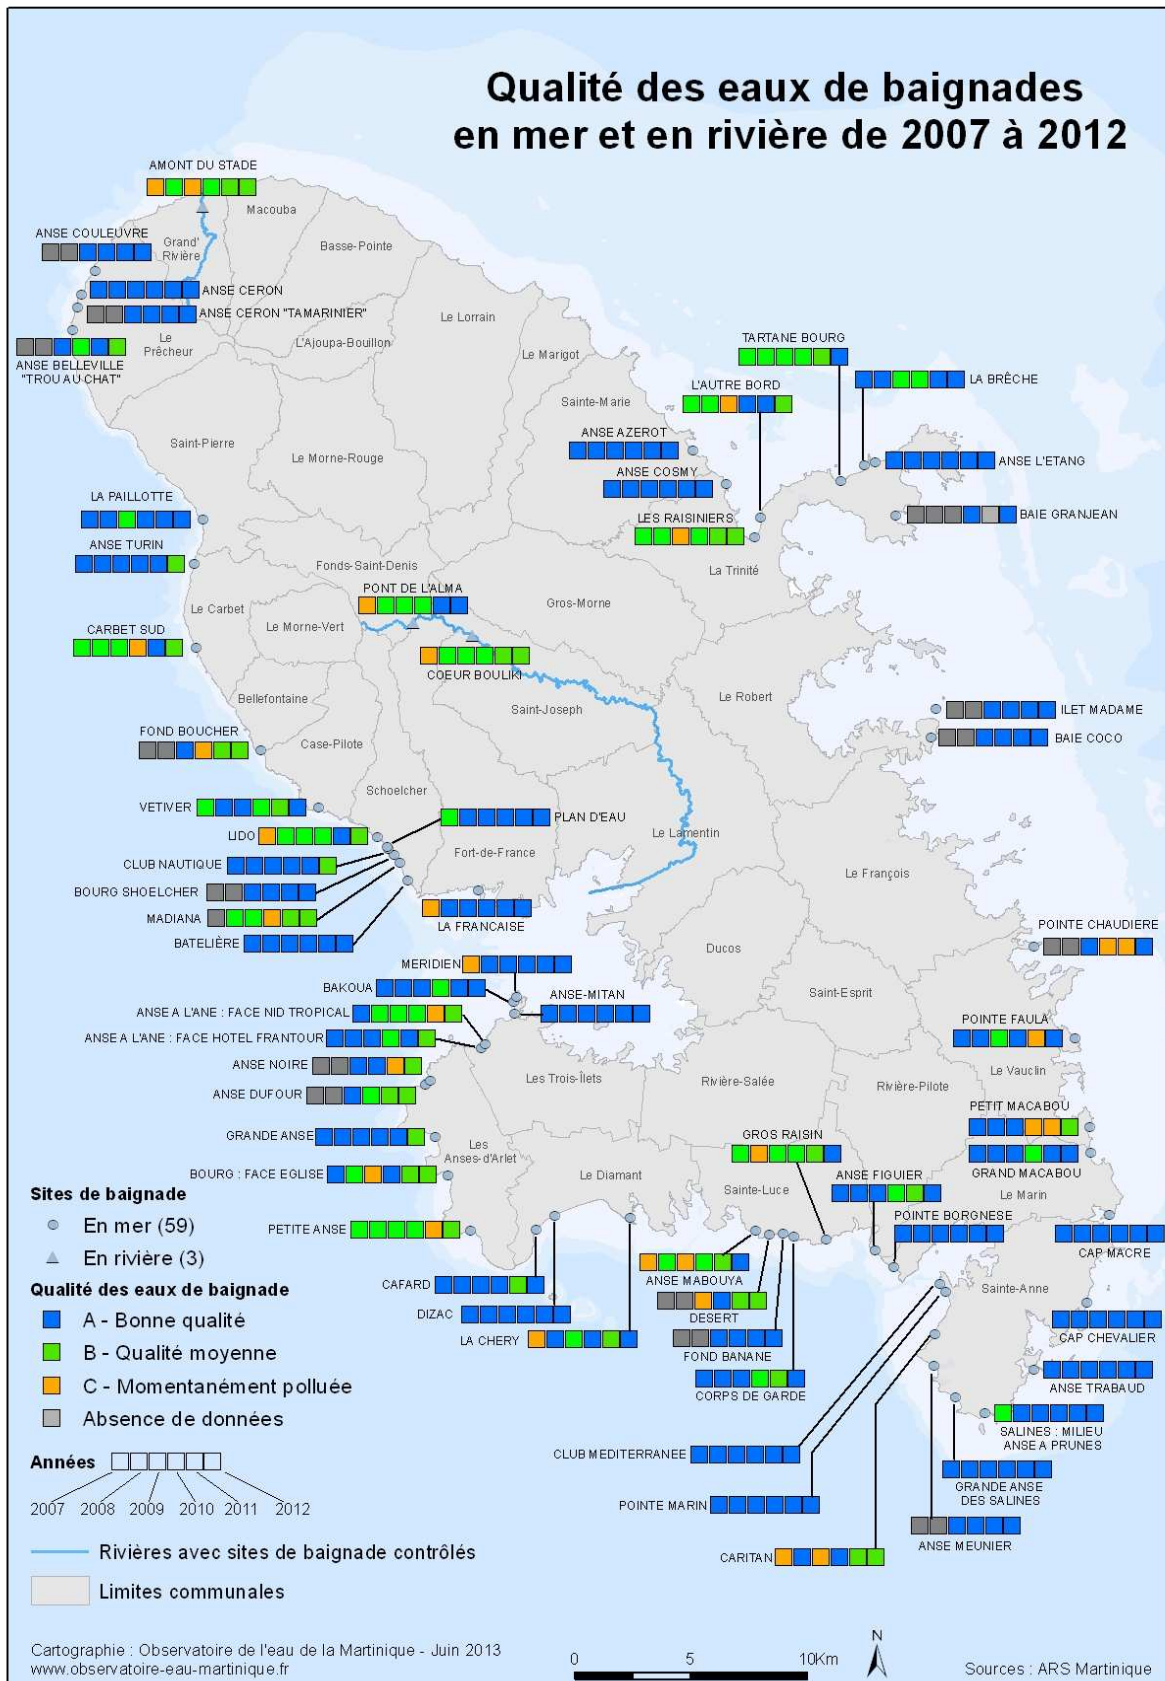 Qualité des eaux de baignades
en mer et en rivière de 2007 à 2012
AMONT DU STADE
Macouba
ANSE COULEUVRE
Grand'
Rivière
Basse-Pointe
ANSE CERON
ANSE CERON "TAMARINIER"
Le Lorrain
Le
Prêcheur
L'Ajoupa-Bouillon
ANSE BELLEVILLE
"TROU AU CHAT"
Le Marigot
TARTANE BOURG
LA BRÊCHE
L'AUTRE BORD
Sainte-Marie
ANSE AZEROT
Saint-Pierre
Le Morne-Rouge
ANSE COSMY
ANSE L'ETANG
LA PAILLOTTE
LES RAISINIERS
BAIE GRANJEAN
ANSE TURIN
Fonds-Saint-Denis
La Trinité
PONT DE L'ALMA
Gros-Morne
Le Carbet
Le Morne-Vert
CARBET SUD
COEUR BOULIKI
Bellefontaine
Le Robert
Saint-Joseph
ILET MADAME
FOND BOUCHER
Case-Pilote
BAIE COCO
Schoelcher
VETIVER
PLAN D'EAU
LIDO
Le Lamentin
Fort-de-France
CLUB NAUTIQUE
Le François
BOURG SHOELCHER
MADIANA
LA FRANCAISE
POINTE CHAUDIERE
BATELIÈRE
Ducos
MERIDIEN
BAKOUA
ANSE-MITAN
Saint-Esprit
ANSE A L'ANE : FACE NID TROPICAL
POINTE FAULA
ANSE A L'ANE : FACE HOTEL FRANTOUR
ANSE NOIRE
Les Trois-Îlets
Rivière-Salée
Rivière-Pilote
Le Vauclin
ANSE DUFOUR
PETIT MACABOU
GRANDE ANSE
Les
Anses-d'Arlet
GROS RAISIN
GRAND MACABOU
BOURG : FACE EGLISE
Le Diamant
Sainte-Luce
ANSE FIGUIER
Le Marin
Sites de baignade
En mer (59)
En rivière (3)
PETITE ANSE
POINTE BORGNESE
CAP MACRE
Qualité des eaux de baignade
A - Bonne qualité
B - Qualité moyenne
C - Momentanément polluée
Absence de données
CAFARD
ANSE MABOUYA
Sainte-Anne
DIZAC
DESERT
LA CHERY
FOND BANANE
CAP CHEVALIER
CORPS DE GARDE
ANSE TRABAUD
SALINES : MILIEU
ANSE A PRUNES
CLUB MEDITERRANEE
GRANDE ANSE
DES SALINES
POINTE MARIN
ANSE MEUNIER
CARITAN
Années
2007 2008 2009 2010 2011 2012
Rivières avec sites de baignade contrôlés
Limites communales
Cartographie : Observatoire de l'eau de la Martinique - Juin 2013
www.observatoire-eau-martinique.fr
0 5 10Km
N
Sources : ARS Martinique